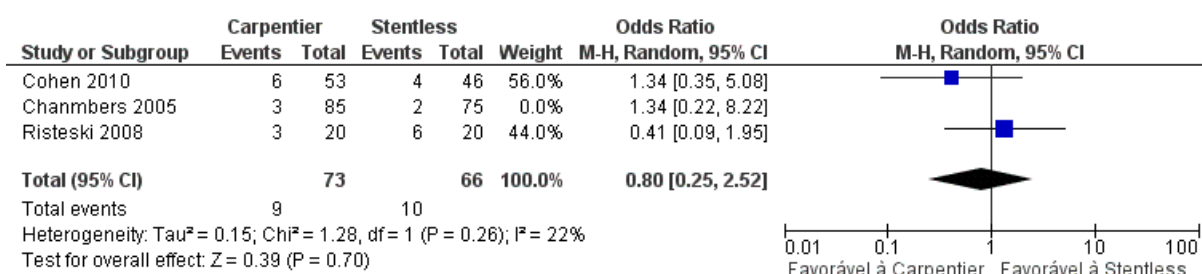 Carpentier Stentless Odds Ratio Odds Ratio
Study or Subgroup Events Total Events Total Weight M-H, Random, 95% CI M-H, Random, 95% CI
Cohen 2010 6 53 4 46 56.0% 1.34 [0.35, 5.08]
Chanmbers 2005 3 85 2 75 0.0% 1.34 [0.22, 8.22]
Risteski 2008 3 20 6 20 44.0% 0.41 [0.09, 1.95]
Total (95% CI) 73 66 100.0% 0.80 [0.25, 2.52]
Total events 9 10
Heterogeneity: Tau² = 0.15; Chi² = 1.28, df = 1 (P = 0.26); I² = 22%
Test for overall effect: Z = 0.39 (P = 0.70)
0.01 0.1 1 10 100
Favorável à Carpentier Favorável à Stentless